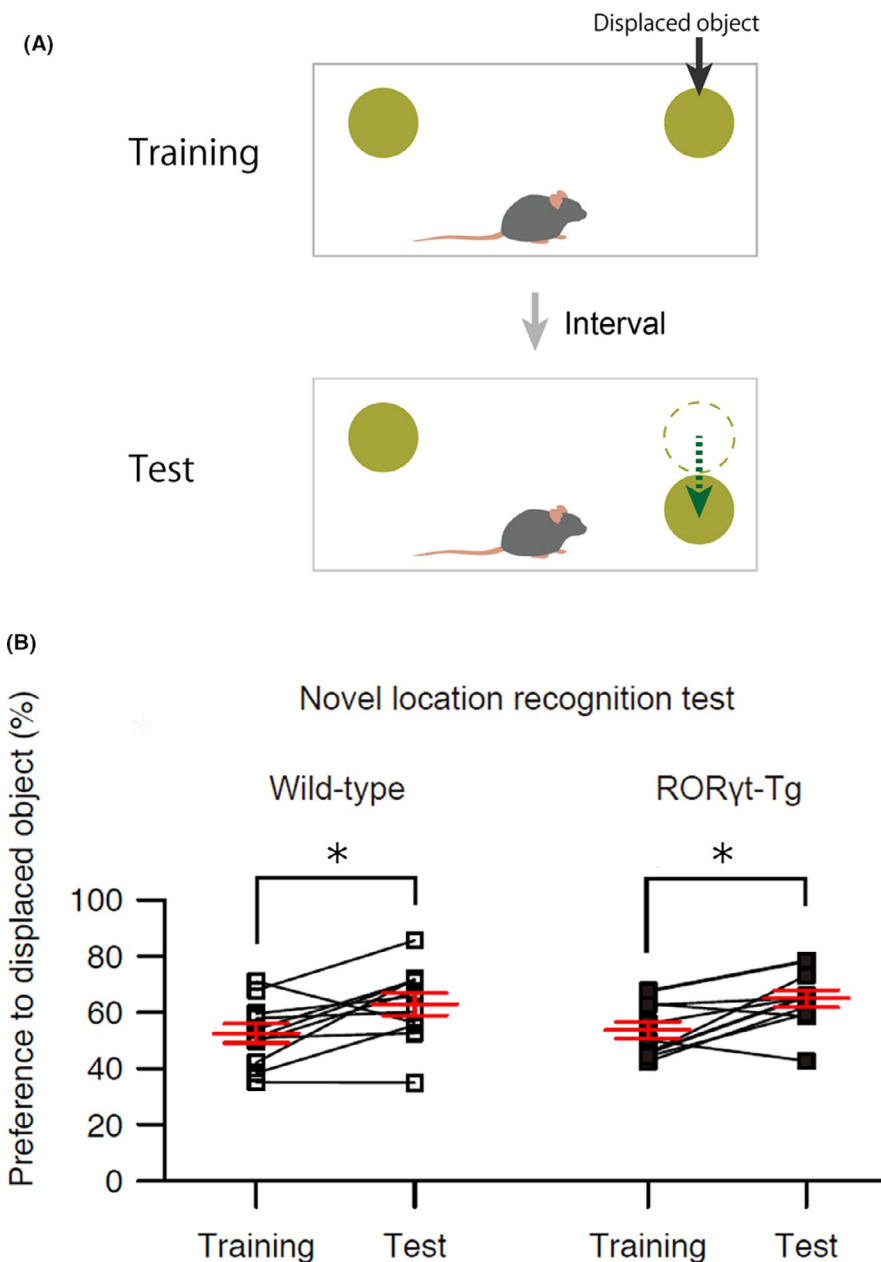 (A)
Displaced object
Training
Interval
Test
(B)
Novel location recognition test
Wild-type
RORγt-Tg
*
*
*
Preference to displaced object (%)
100
80
60
40
20
0
Training Test Training Test